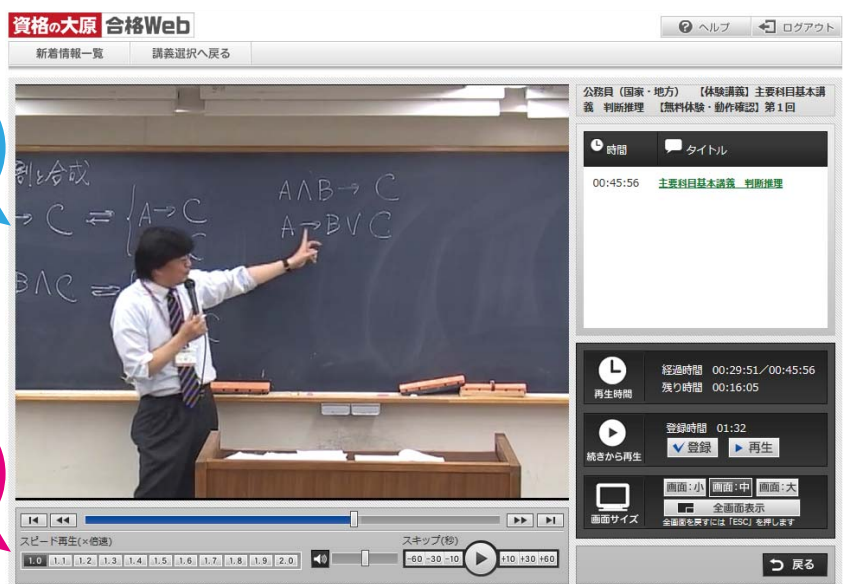 資格の大原 合格Web
ヘルプ ログアウト
新着情報一覧 講義選択へ戻る
割と合成
→ C ⇄ { A→C
C
B∧C ⇄
A∧B→ C
A→B∨C
公務員（国家・地方） 【体験講義】主要科目基本講
義 判断推理 【無料体験・動作確認】第１回
時間 タイトル
00:45:56 主要科目基本講義 判断推理
再生時間
経過時間 00:29:51／00:45:56
残り時間 00:16:05
続きから再生
登録時間 01:32
登録 再生
画面サイズ
画面：小 画面：中 画面：大
全画面表示
全画面を戻すには「ESC」を押します
スピード再生(×倍速)
1.0 1.1 1.2 1.3 1.4 1.5 1.6 1.7 1.8 1.9 2.0
スキップ(秒)
-60 -30 -10 +10 +30 +60
戻る